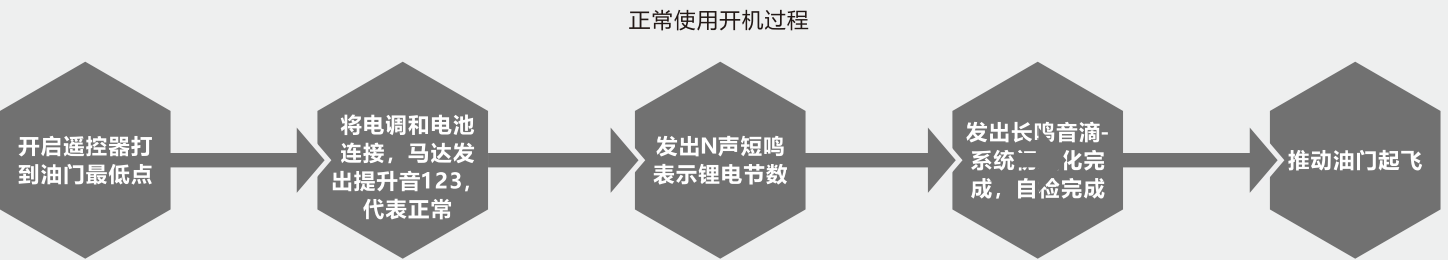 正常使用开机过程
开启遥控器打
到油门最低点
将电调和电池
连接，马达发
出提升音123，
代表正常
发出N声短鸣
表示锂电节数
发出长鸣音滴-
系统 化完
成，自检完成
推动油门起飞